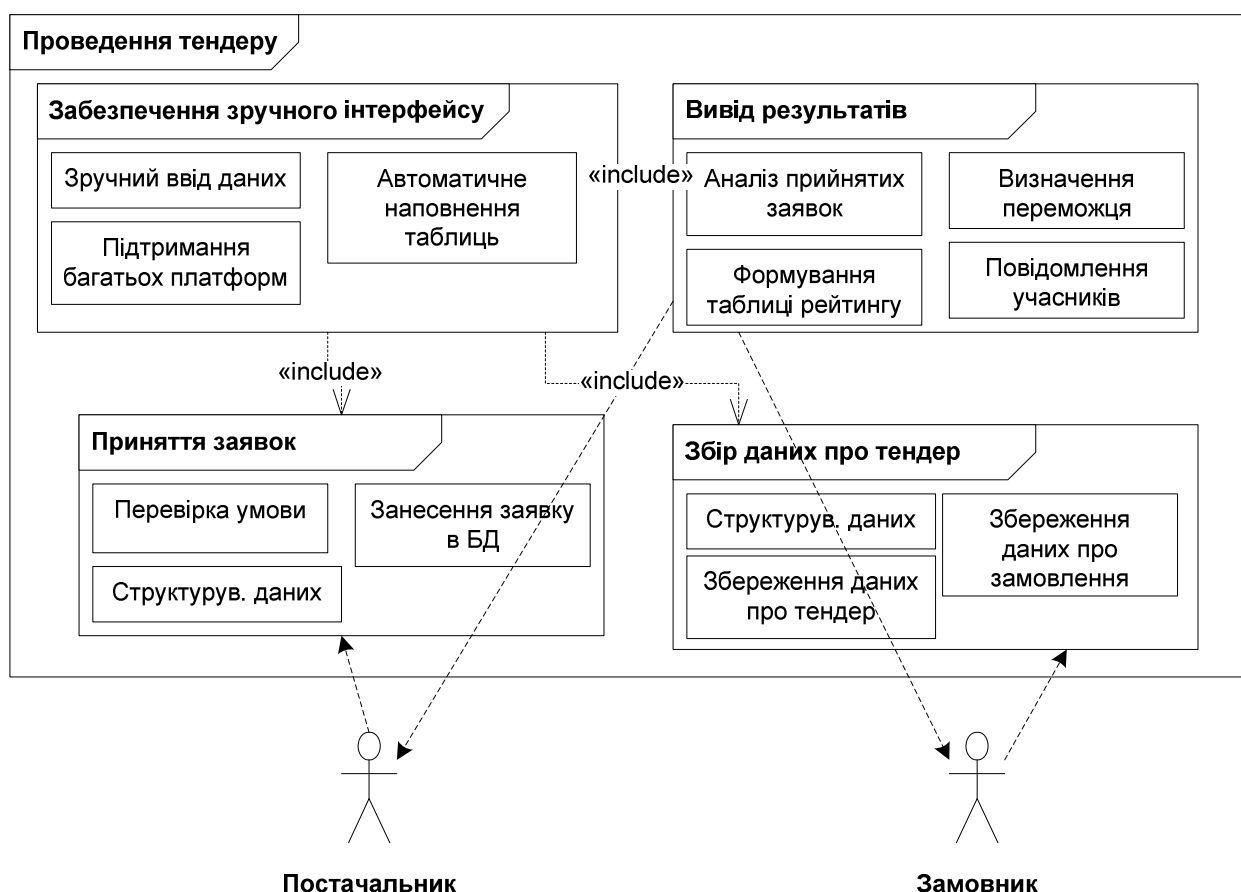 Проведення тендеру
Забезпечення зручного інтерфейсу
Зручний ввід даних
Підтримання
багатьох платформ
Автоматичне
наповнення
таблиць
«include»
Вивід результатів
Аналіз прийнятих
заявок
Визначення
переможця
Формування
таблиці рейтингу
Повідомлення
учасників
«include»
«include»
Приняття заявок
Перевірка умови
Занесення заявку
в БД
Структурув. даних
Збір даних про тендер
Структурув. даних
Збереження даних
про тендер
Збереження
даних про
замовлення
Постачальник
Замовник